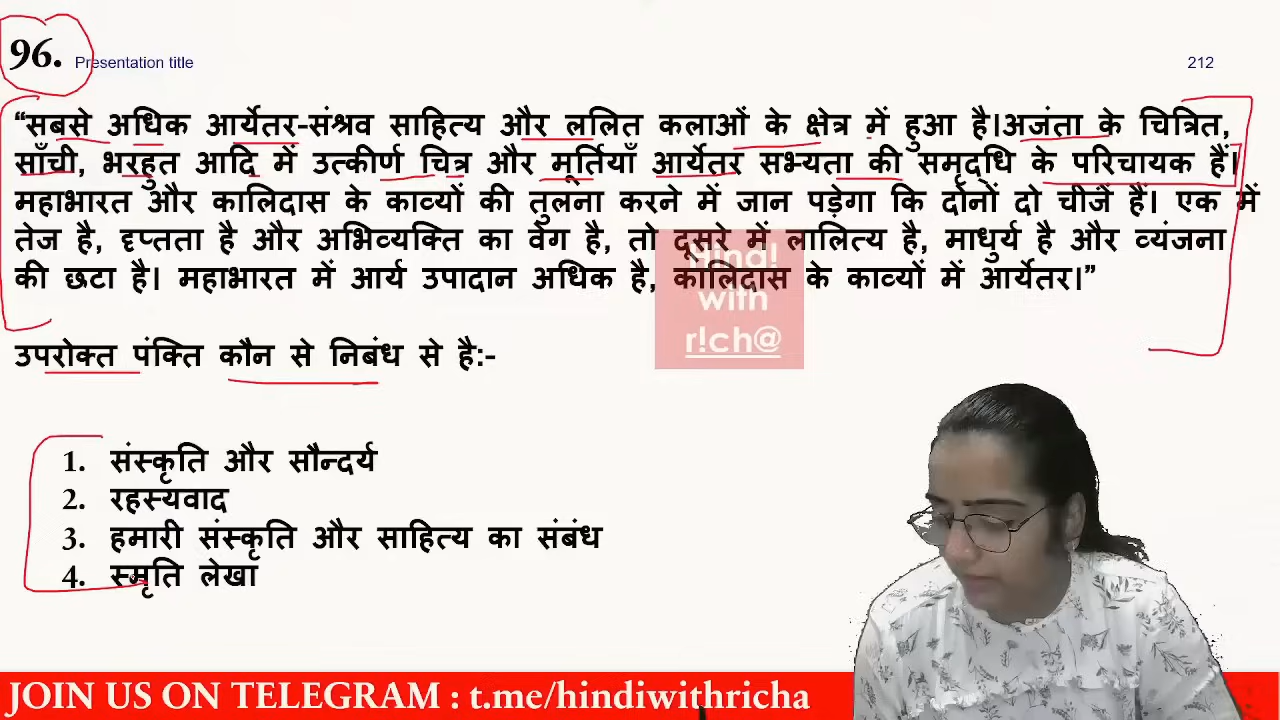 96. Presentation title 212
“सबसे अधिक आर्येतर-संश्रव साहित्य और ललित कलाओं के क्षेत्र में हुआ है।अजंता के चित्रित,
साँची, भरहुत आदि में उत्कीर्ण चित्र और मूर्तियाँ आर्येतर सभ्यता की समृद्धि के परिचायक हैं।
महाभारत और कालिदास के काव्यों की तुलना करने में जान पड़ेगा कि दोनों दो चीजें हैं। एक में
तेज है, दृप्तता है और अभिव्यक्ति का वेग है, तो दूसरे में लालित्य है, माधुर्य है और व्यंजना
की छटा है। महाभारत में आर्य उपादान अधिक है, कालिदास के काव्यों में आर्येतर।”
Hind!
with
r!ch@
उपरोक्त पंक्ति कौन से निबंध से है:-
1. संस्कृति और सौन्दर्य
2. रहस्यवाद
3. हमारी संस्कृति और साहित्य का संबंध
4. स्मृति लेखा
JOIN US ON TELEGRAM : t.me/hindiwithricha